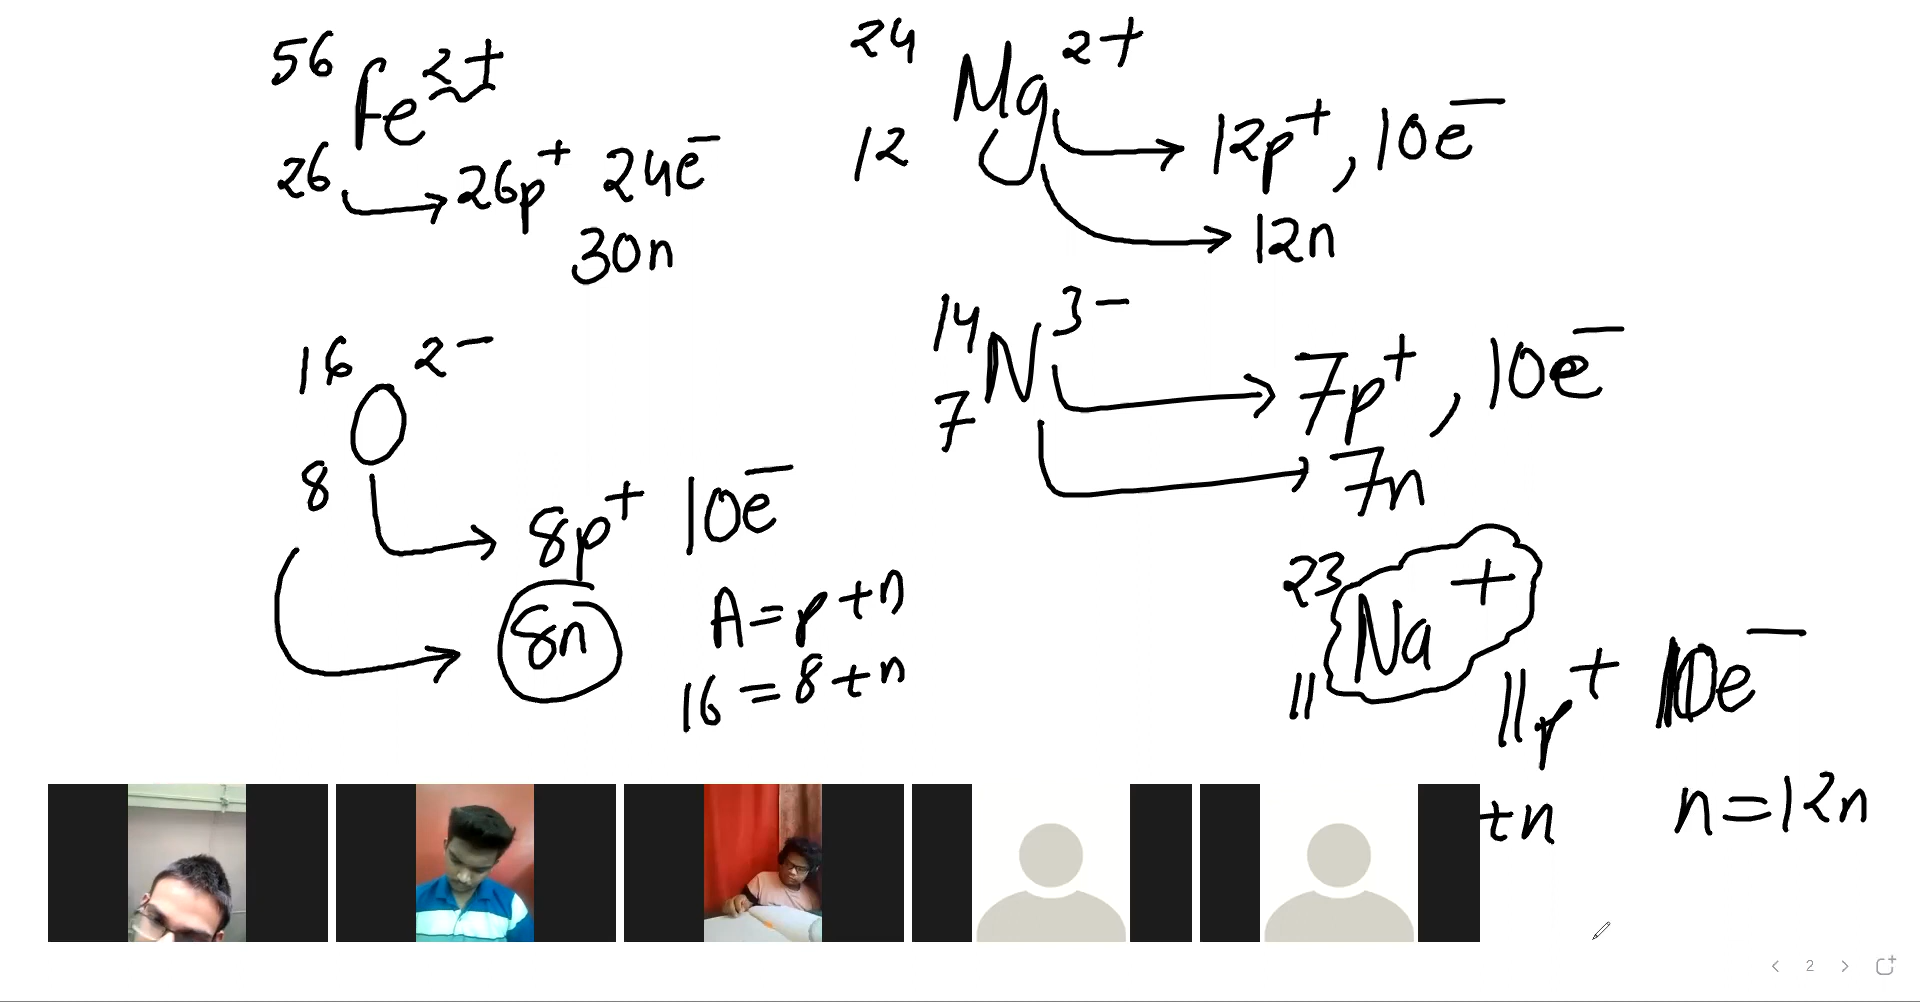 56 Fe 2+
26 → 26p+ 24e−
30n
24 Mg 2+
12 → 12p+, 10e−
→ 12n
16 O 2−
8 → 8p+ 10e−
→ 8n
A = p + n
16 = 8 + n
14 N 3−
7 → 7p+, 10e−
→ 7n
23 Na +
11 11p+ 10e−
+n n = 12n
2